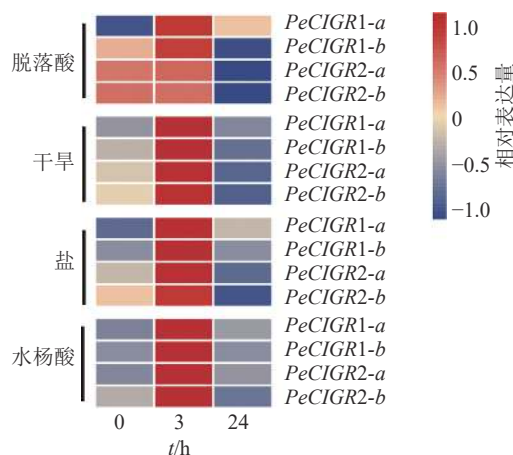 脱落酸
PeCIGR1-a
PeCIGR1-b
PeCIGR2-a
PeCIGR2-b
干旱
PeCIGR1-a
PeCIGR1-b
PeCIGR2-a
PeCIGR2-b
盐
PeCIGR1-a
PeCIGR1-b
PeCIGR2-a
PeCIGR2-b
水杨酸
PeCIGR1-a
PeCIGR1-b
PeCIGR2-a
PeCIGR2-b
0 3 24
t/h
1.0
0.5
0
−0.5
−1.0
相对表达量